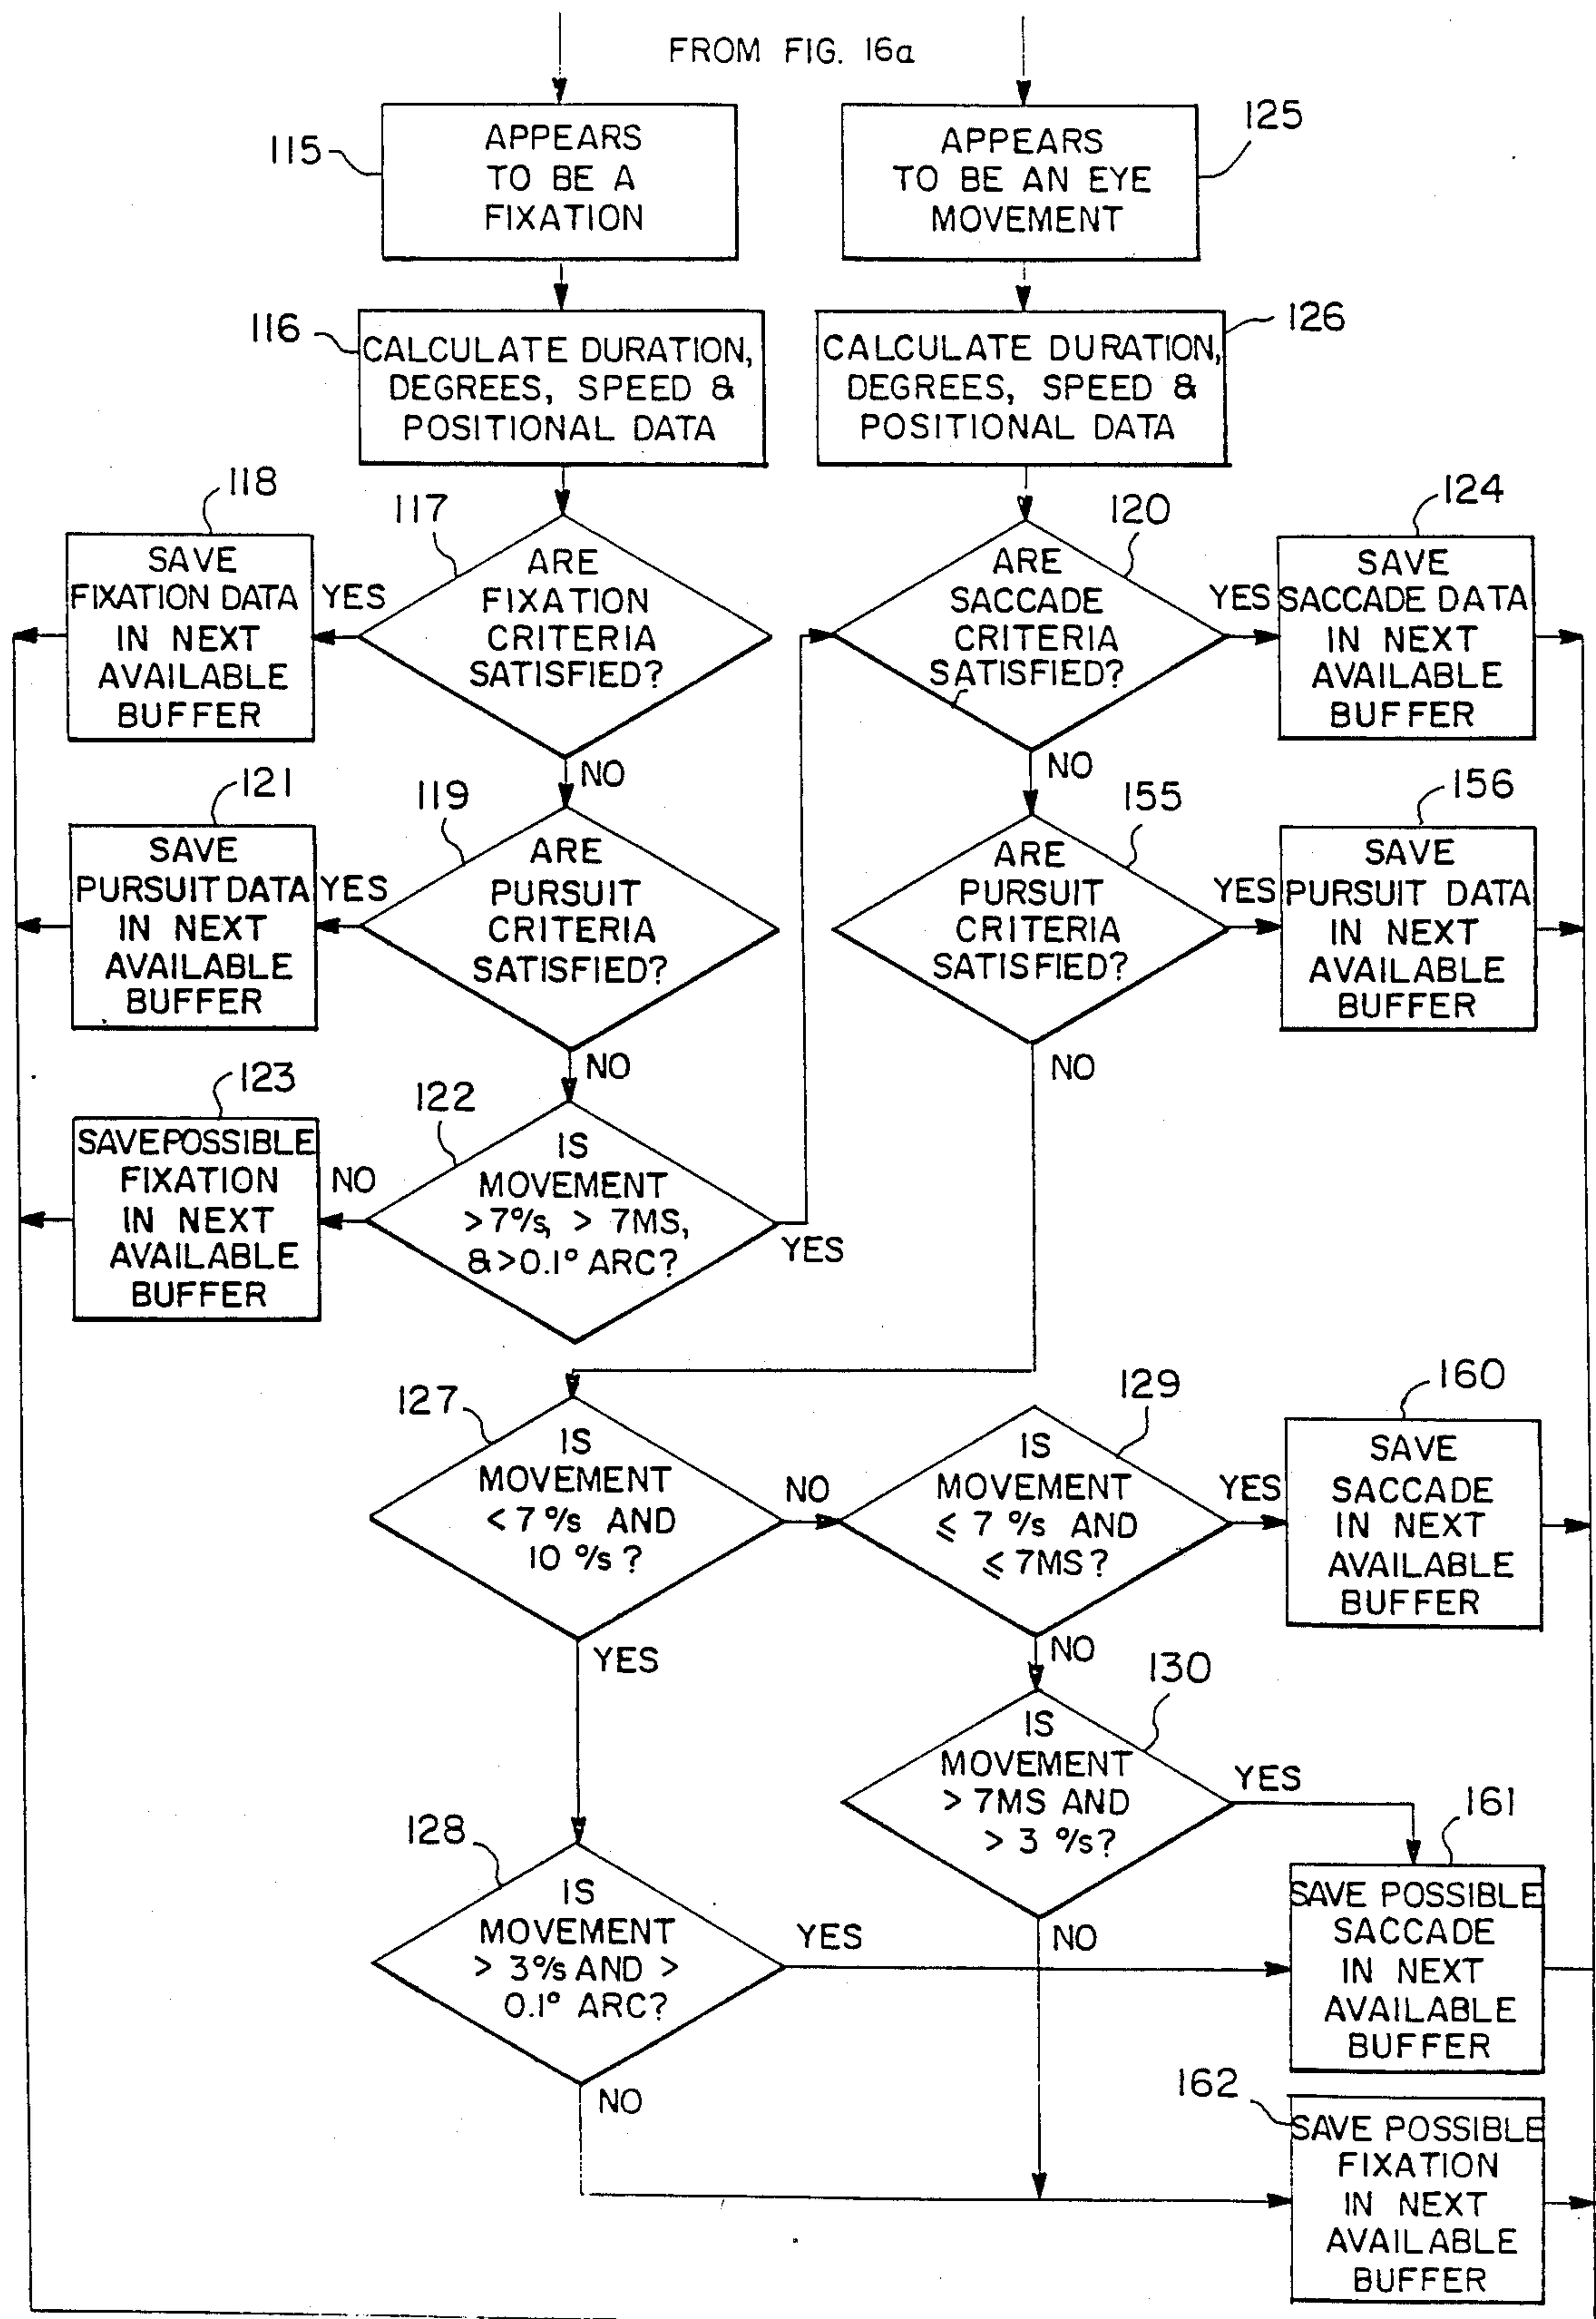 FROM FIG. 16a
115
APPEARS
TO BE A
FIXATION
125
APPEARS
TO BE AN EYE
MOVEMENT
116
CALCULATE DURATION,
DEGREES, SPEED &
POSITIONAL DATA
126
CALCULATE DURATION,
DEGREES, SPEED &
POSITIONAL DATA
118
SAVE
FIXATION DATA
IN NEXT
AVAILABLE
BUFFER
YES
117
ARE
FIXATION
CRITERIA
SATISFIED?
NO
120
ARE
SACCADE
CRITERIA
SATISFIED?
NO
YES
124
SAVE
SACCADE DATA
IN NEXT
AVAILABLE
BUFFER
121
SAVE
PURSUIT DATA
IN NEXT
AVAILABLE
BUFFER
YES
119
ARE
PURSUIT
CRITERIA
SATISFIED?
NO
155
ARE
PURSUIT
CRITERIA
SATISFIED?
NO
YES
156
SAVE
PURSUIT DATA
IN NEXT
AVAILABLE
BUFFER
123
SAVE POSSIBLE
FIXATION
IN NEXT
AVAILABLE
BUFFER
NO
122
IS
MOVEMENT
>7°/s, > 7MS,
&>0.1° ARC?
YES
127
IS
MOVEMENT
< 7 °/s AND
10 °/s ?
NO
YES
129
IS
MOVEMENT
≤ 7 °/s AND
≤ 7MS?
YES
NO
160
SAVE
SACCADE
IN NEXT
AVAILABLE
BUFFER
130
IS
MOVEMENT
> 7MS AND
> 3 °/s?
YES
NO
128
IS
MOVEMENT
> 3°/s AND >
0.1° ARC?
YES
NO
161
SAVE POSSIBLE
SACCADE
IN NEXT
AVAILABLE
BUFFER
162
SAVE POSSIBLE
FIXATION
IN NEXT
AVAILABLE
BUFFER